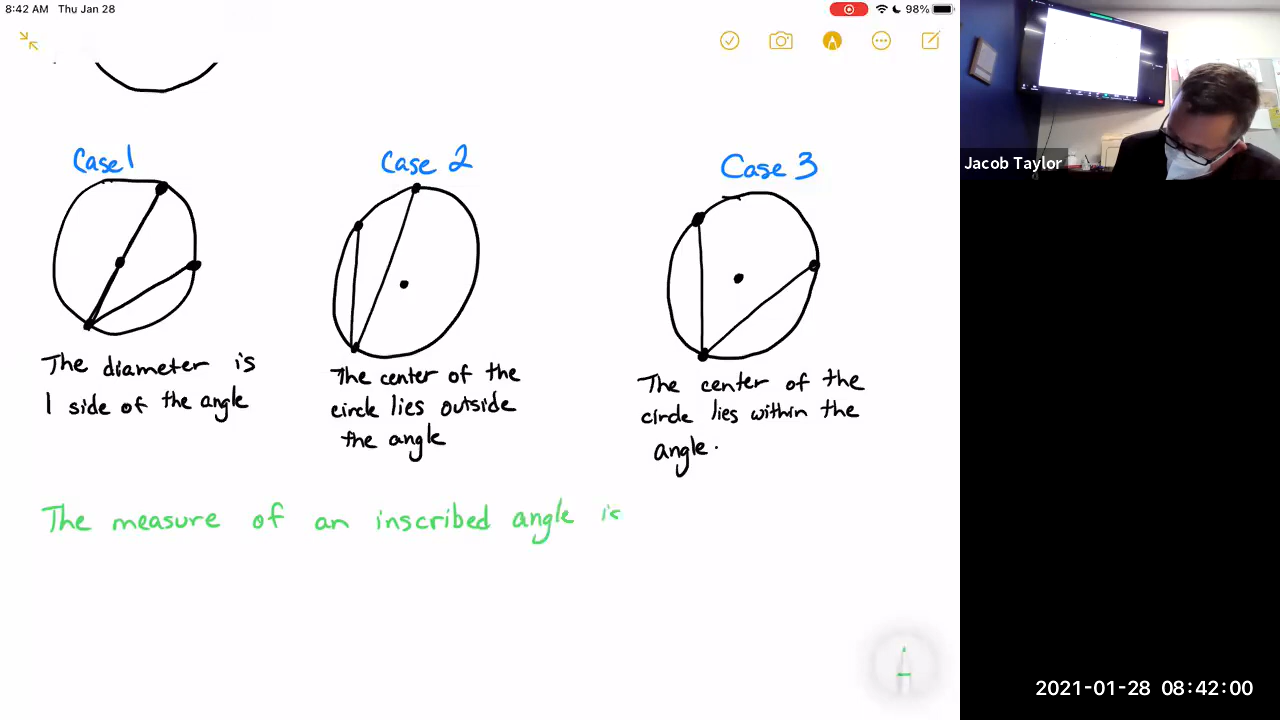 8:42 AM Thu Jan 28
98%
Jacob Taylor
Case 1
Case 2
Case 3
The diameter is
1 side of the angle
The center of the
circle lies outside
the angle
The center of the
circle lies within the
angle.
The measure of an inscribed angle is
2021-01-28 08:42:00